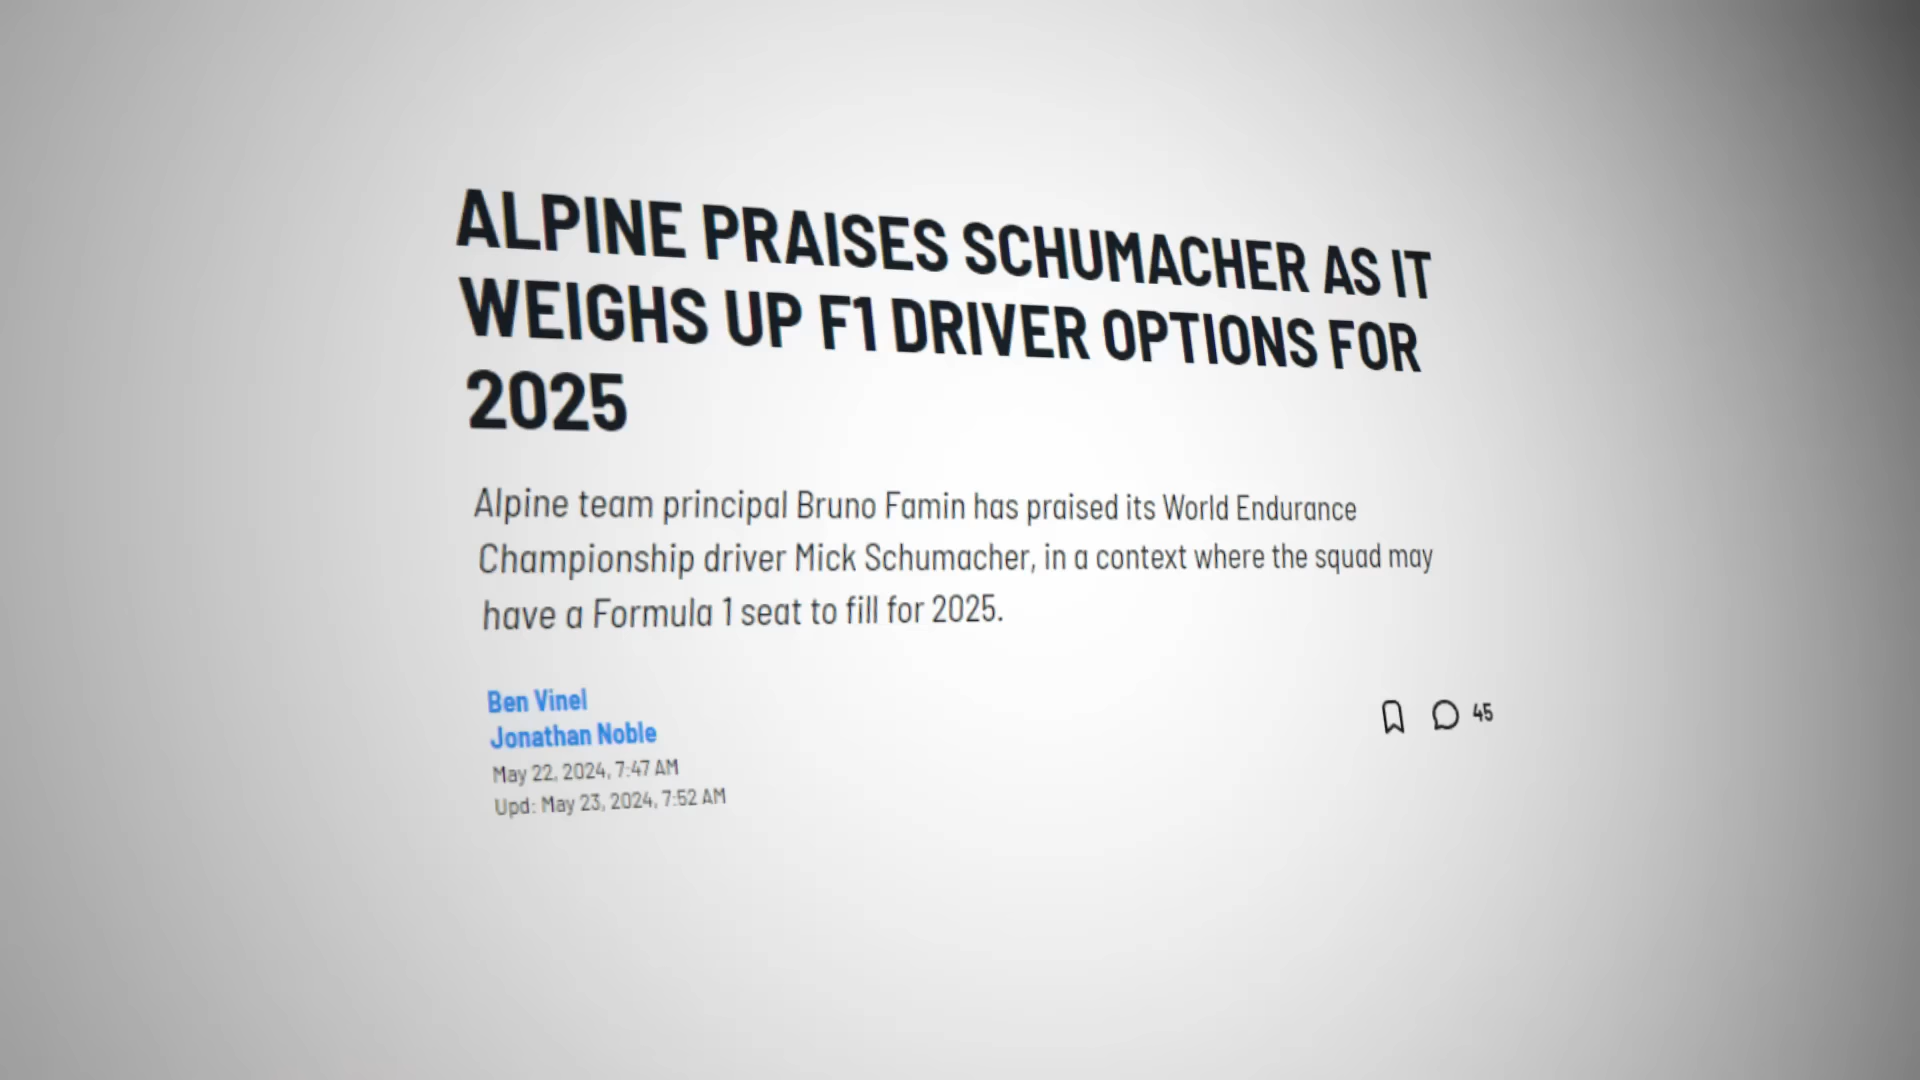 ALPINE PRAISES SCHUMACHER AS IT
WEIGHS UP F1 DRIVER OPTIONS FOR
2025
Alpine team principal Bruno Famin has praised its World Endurance
Championship driver Mick Schumacher, in a context where the squad may
have a Formula 1 seat to fill for 2025.
Ben Vinel
45
Jonathan Noble
May 22, 2024, 7:47 AM
Upd: May 23, 2024, 7:52 AM